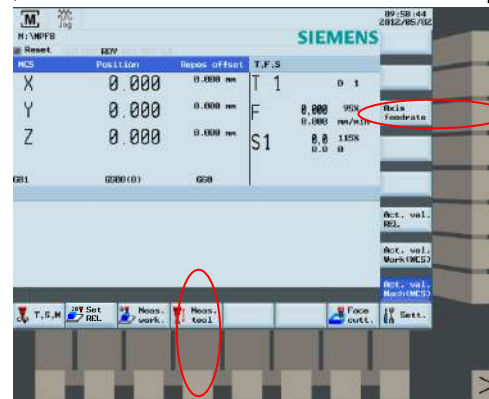 M
Jog
09:58:44
2012/05/02
N:\MPF0
SIEMENS
Reset
MCS Position Repos offset T,F,S
X 0.000 0.000 mm T 1 D 1
Y 0.000 0.000 mm F 0.000 95%
0.000 mm/min
Axis
feedrate
Z 0.000 0.000 mm S1 0.0 115%
0.0
G01 G500(0) G60
Act. val.
REL
Act. val.
Work(WCS)
Act. val.
Mach(MCS)
T,S,M
Set
REL
Meas.
work.
Meas.
tool
Face
cutt.
Sett.
>